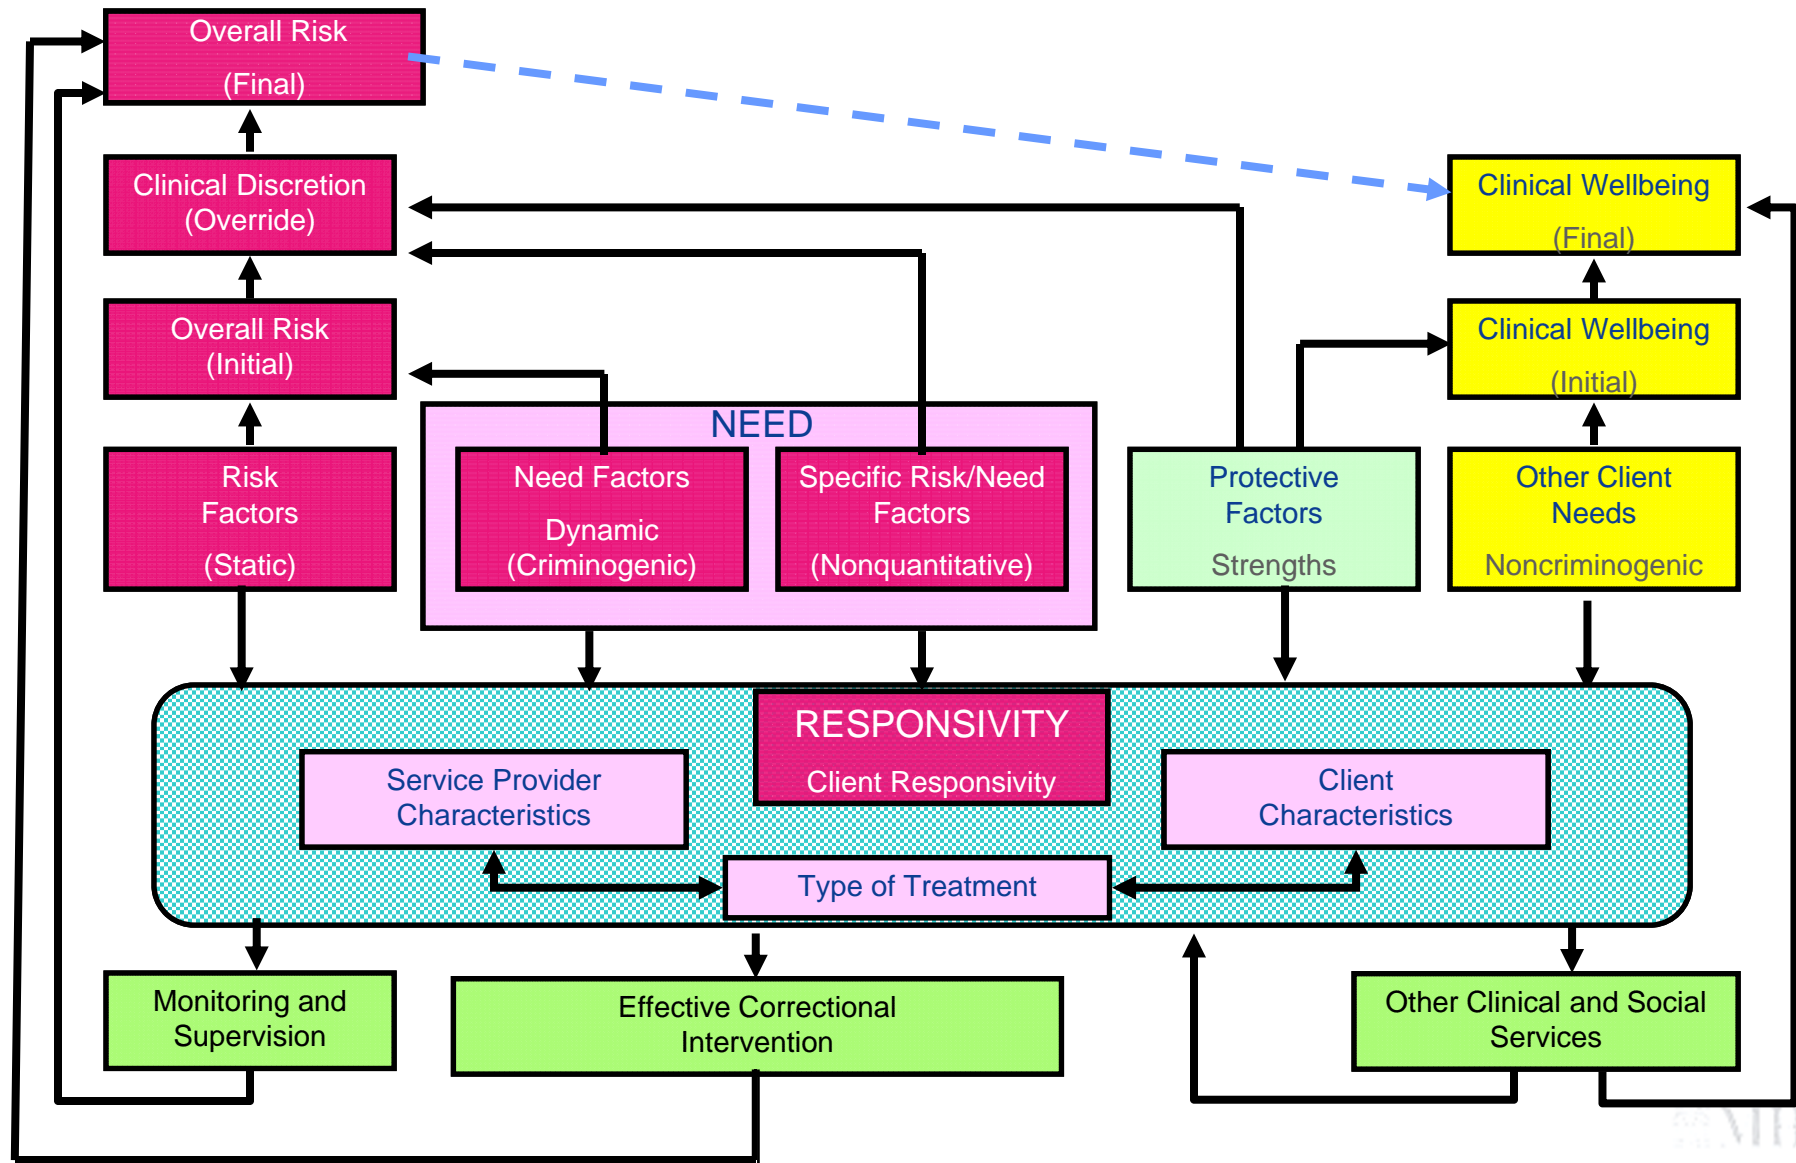 Overall Risk
(Final)
Clinical Discretion
(Override)
Clinical Wellbeing
(Final)
Overall Risk
(Initial)
Clinical Wellbeing
(Initial)
NEED
Risk
Factors
(Static)
Need Factors
Dynamic
(Criminogenic)
Specific Risk/Need
Factors
(Nonquantitative)
Protective
Factors
Strengths
Other Client
Needs
Noncriminogenic
RESPONSIVITY
Client Responsivity
Service Provider
Characteristics
Client
Characteristics
Type of Treatment
Monitoring and
Supervision
Effective Correctional
Intervention
Other Clinical and Social
Services